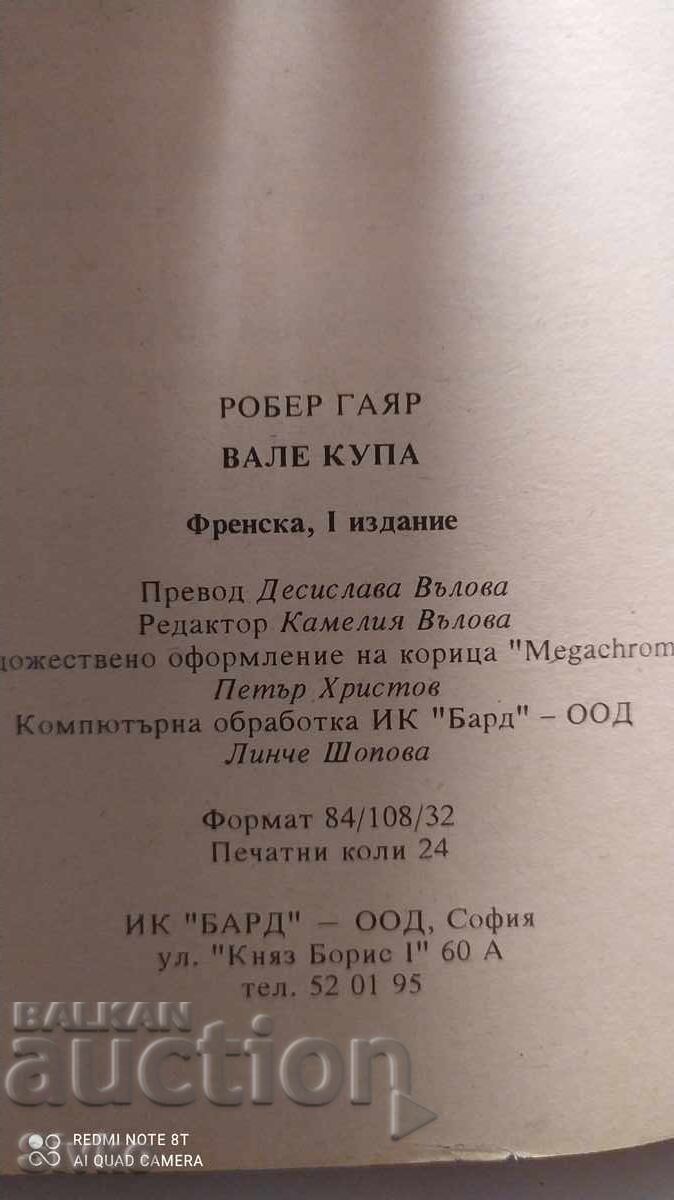 РОБЕР ГАЯР
ВАЛЕ КУПА
Френска, I издание
Превод Десислава Вълова
Редактор Камелия Вълова
дожествено оформление на корица "Megachrom
Петър Христов
Компютърна обработка ИК "Бард" – ООД
Линче Шопова
Формат 84/108/32
Печатни коли 24
ИК "БАРД" – ООД, София
ул. "Княз Борис I" 60 А
тел. 52 01 95
BALKAN
auction
REDMI NOTE 8T
AI QUAD CAMERA